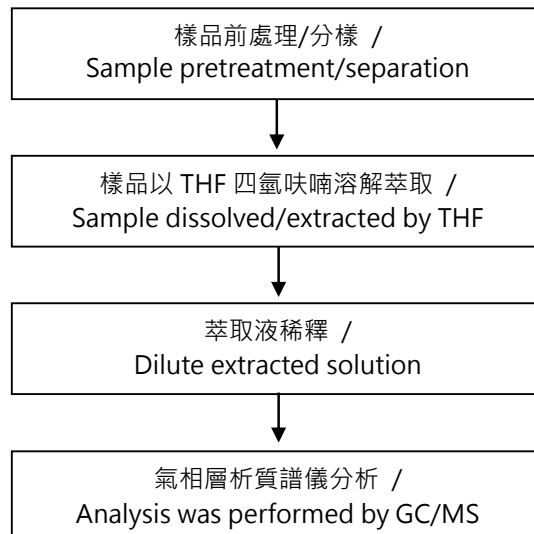 樣品前處理/分樣 /
Sample pretreatment/separation
樣品以 THF 四氫呋喃溶解萃取 /
Sample dissolved/extracted by THF
萃取液稀釋 /
Dilute extracted solution
氣相層析質譜儀分析 /
Analysis was performed by GC/MS